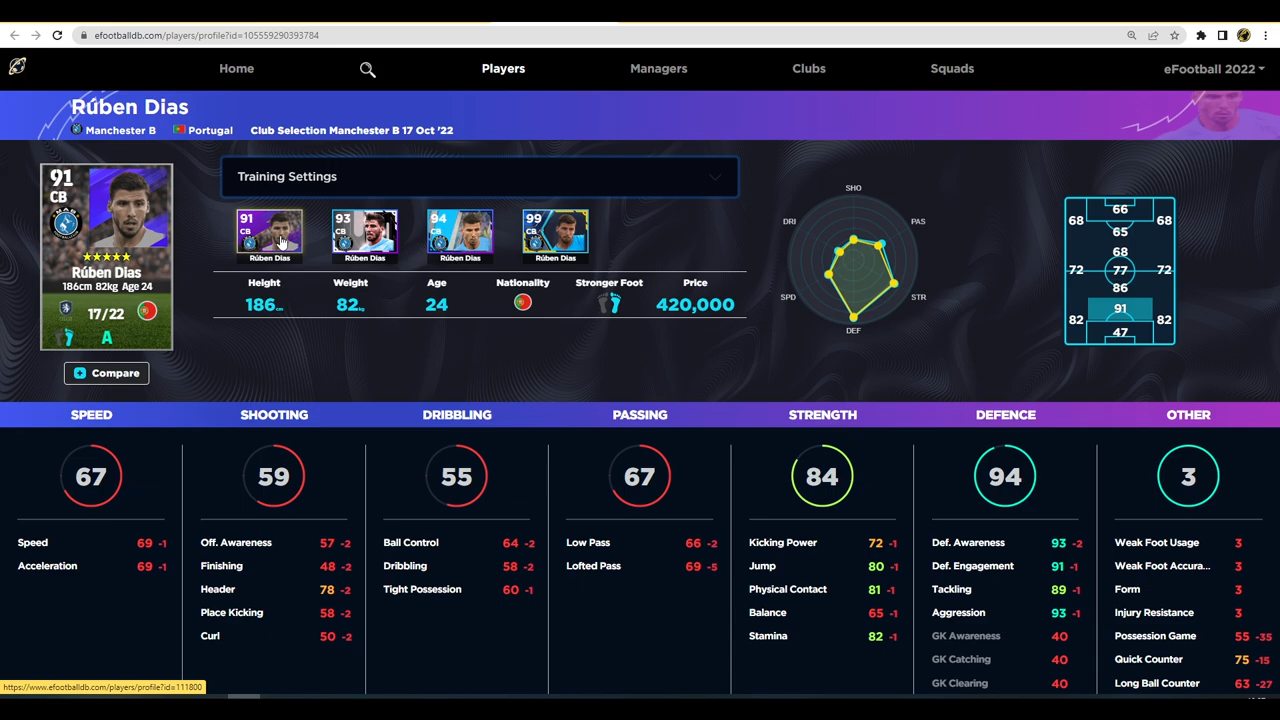 efootballdb.com/players/profile?id=105559290393784
Home
Players
Managers
Clubs
Squads
eFootball 2022
Rúben Dias
Manchester B
Portugal
Club Selection Manchester B 17 Oct '22
91
CB
Rúben Dias
186cm 82kg Age 24
17/22
A
Compare
Training Settings
91
CB
Rúben Dias
93
CB
Rúben Dias
94
CB
Rúben Dias
99
CB
Rúben Dias
Height
186cm
Weight
82kg
Age
24
Nationality
Stronger Foot
Price
420,000
SHO
PAS
STR
DEF
SPD
DRI
66
68 68
65
68
72 77 72
86
91
82 82
47
SPEED
67
Speed 69 -1
Acceleration 69 -1
SHOOTING
59
Off. Awareness 57 -2
Finishing 48 -2
Header 78 -2
Place Kicking 58 -2
Curl 50 -2
DRIBBLING
55
Ball Control 64 -2
Dribbling 58 -2
Tight Possession 60 -1
PASSING
67
Low Pass 66 -2
Lofted Pass 69 -5
STRENGTH
84
Kicking Power 72 -1
Jump 80 -1
Physical Contact 81 -1
Balance 65 -1
Stamina 82 -1
DEFENCE
94
Def. Awareness 93 -2
Def. Engagement 91 -1
Tackling 89 -1
Aggression 93 -1
GK Awareness 40
GK Catching 40
GK Clearing 40
OTHER
3
Weak Foot Usage 3
Weak Foot Accura... 3
Form 3
Injury Resistance 3
Possession Game 55 -35
Quick Counter 75 -15
Long Ball Counter 63 -27
https://www.efootballdb.com/players/profile?id=111800